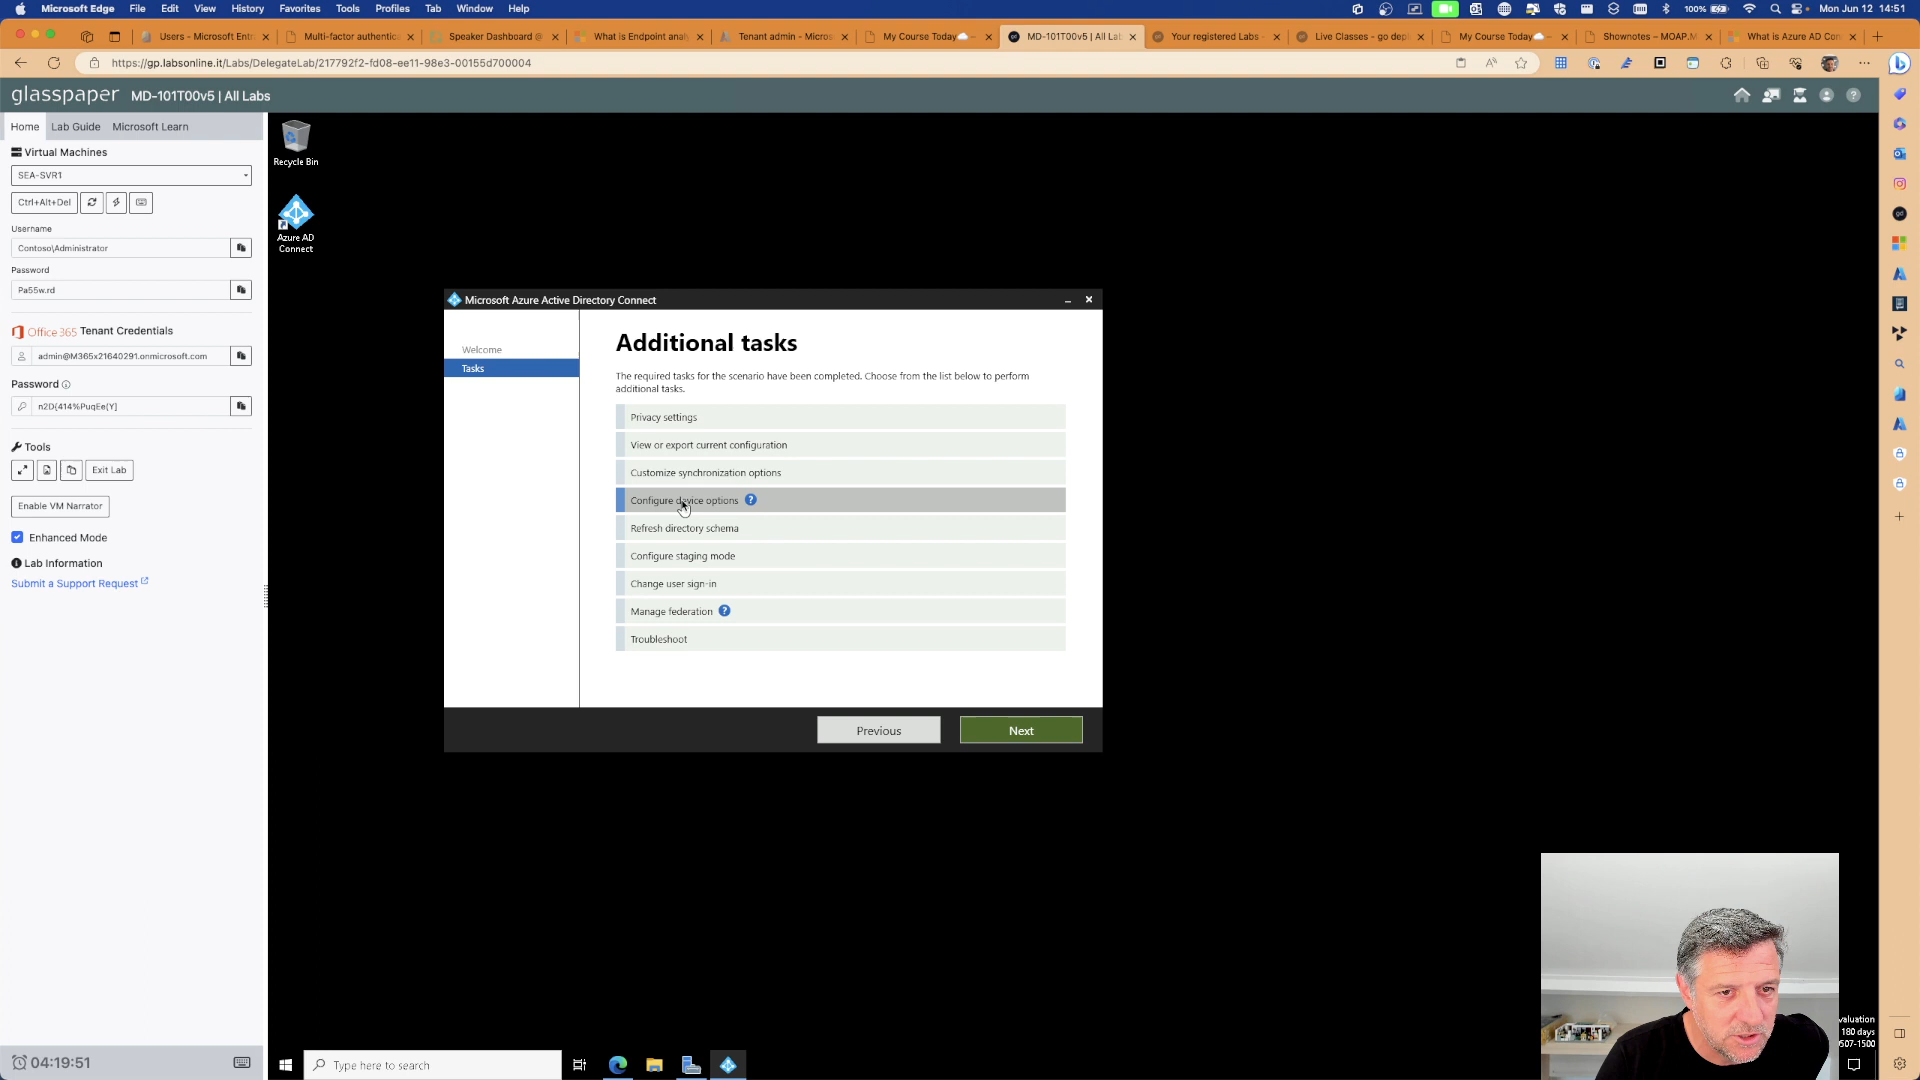 Microsoft Edge File Edit View History Favorites Tools Profiles Tab Window Help 100% Mon Jun 12 14:51
Users - Microsoft Ent
Multi-factor authentic
Speaker Dashboard @
What is Endpoint anal
Tenant admin - Micros
My Course Today
MD-101T00v5 | All La
Your registered Labs -
Live Classes - go dep
My Course Today
Shownotes – MOAP.M
What is Azure AD Con
https://gp.labsonline.it/Labs/DelegateLab/217792f2-fd08-ee11-98e3-00155d700004
glasspaper MD-101T00v5 | All Labs
Home Lab Guide Microsoft Learn
Virtual Machines
SEA-SVR1
Ctrl+Alt+Del
Username
Contoso\Administrator
Password
Pa55w.rd
Office 365 Tenant Credentials
admin@M365x21640291.onmicrosoft.com
Password
n2D{414%PuqEe(Y]
Tools
Exit Lab
Enable VM Narrator
Enhanced Mode
Lab Information
Submit a Support Request
04:19:51
Recycle Bin
Azure AD
Connect
Microsoft Azure Active Directory Connect
Welcome
Tasks
Additional tasks
The required tasks for the scenario have been completed. Choose from the list below to perform
additional tasks.
Privacy settings
View or export current configuration
Customize synchronization options
Configure device options ?
Refresh directory schema
Configure staging mode
Change user sign-in
Manage federation ?
Troubleshoot
Previous
Next
Type here to search
valuation
180 days
507-1500